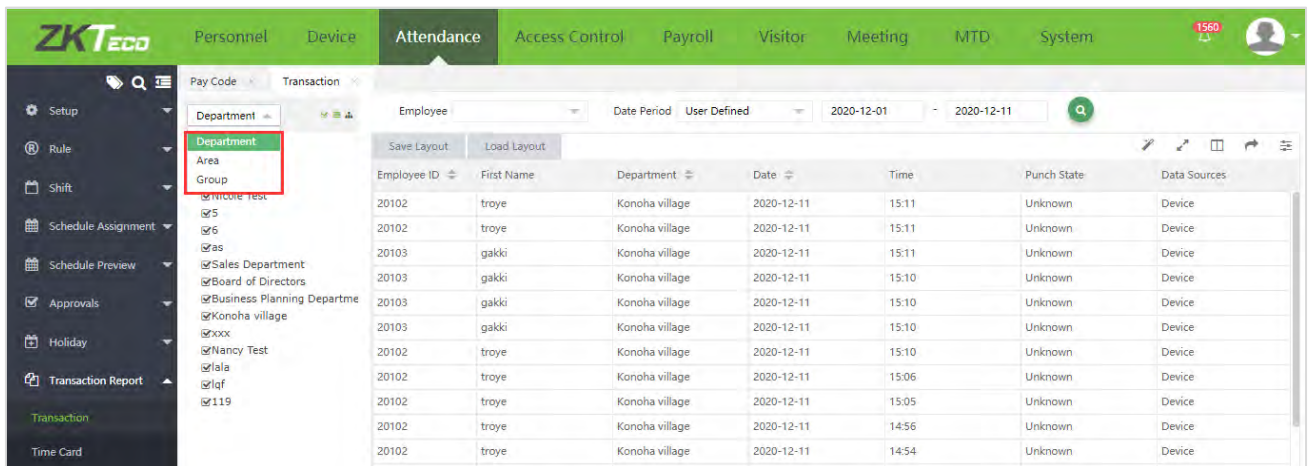 ZKTeco Personnel Device Attendance Access Control Payroll Visitor Meeting MTD System 1560
Pay Code Transaction
Setup
Rule
Shift
Schedule Assignment
Schedule Preview
Approvals
Holiday
Transaction Report
Transaction
Time Card
Department
Department
Area
Group
Nicole Test
5
6
as
Sales Department
Board of Directors
Business Planning Departme
Konoha village
xxx
Nancy Test
lala
lqf
119
Employee Date Period User Defined 2020-12-01 - 2020-12-11
Save Layout Load Layout
Employee ID First Name Department Date Time Punch State Data Sources
20102 troye Konoha village 2020-12-11 15:11 Unknown Device
20102 troye Konoha village 2020-12-11 15:11 Unknown Device
20103 gakki Konoha village 2020-12-11 15:11 Unknown Device
20103 gakki Konoha village 2020-12-11 15:10 Unknown Device
20103 gakki Konoha village 2020-12-11 15:10 Unknown Device
20103 gakki Konoha village 2020-12-11 15:10 Unknown Device
20102 troye Konoha village 2020-12-11 15:10 Unknown Device
20102 troye Konoha village 2020-12-11 15:06 Unknown Device
20102 troye Konoha village 2020-12-11 15:05 Unknown Device
20102 troye Konoha village 2020-12-11 14:56 Unknown Device
20102 troye Konoha village 2020-12-11 14:54 Unknown Device